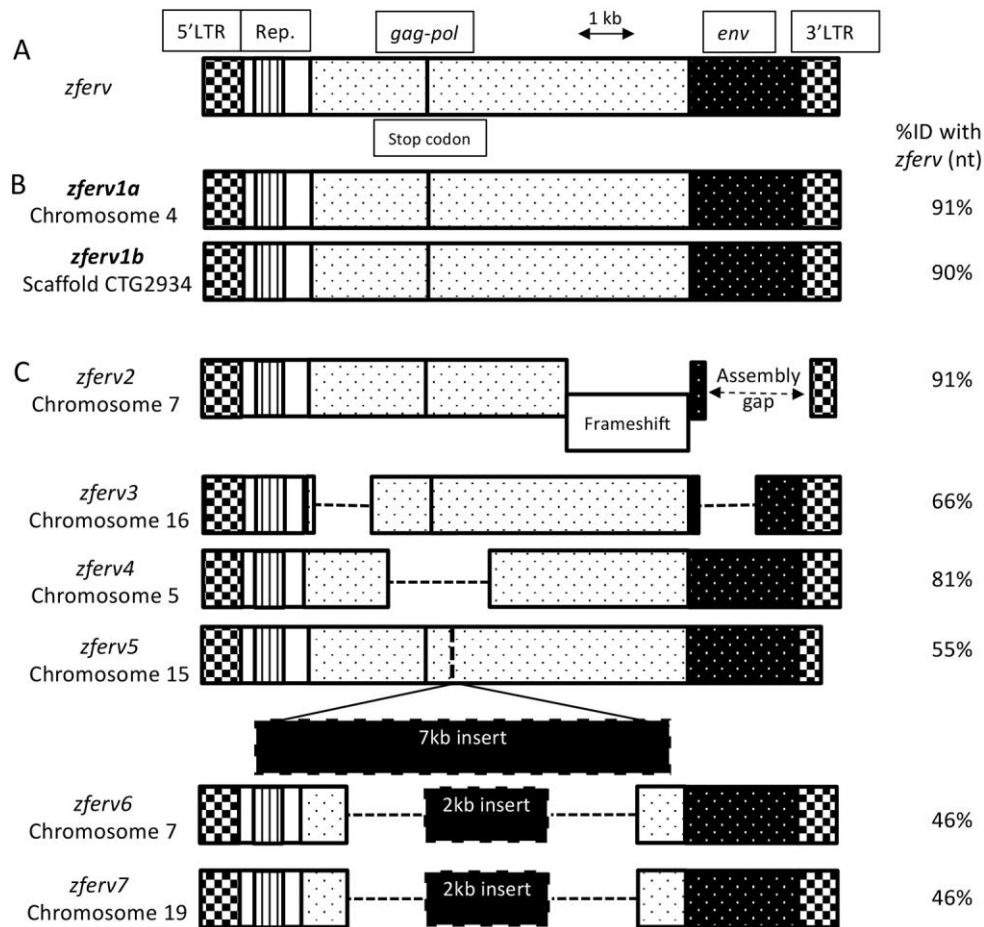 1 kb
5’LTR Rep. gag-pol env 3’LTR
A
zferv
Stop codon
%ID with
zferv (nt)
B
zferv1a
Chromosome 4
91%
zferv1b
Scaffold CTG2934
90%
C
zferv2
Chromosome 7
Frameshift
Assembly
gap
91%
zferv3
Chromosome 16
66%
zferv4
Chromosome 5
81%
zferv5
Chromosome 15
55%
7kb insert
zferv6
Chromosome 7
2kb insert
46%
zferv7
Chromosome 19
2kb insert
46%